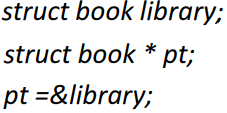 struct book library;
struct book * pt;
pt =&library;